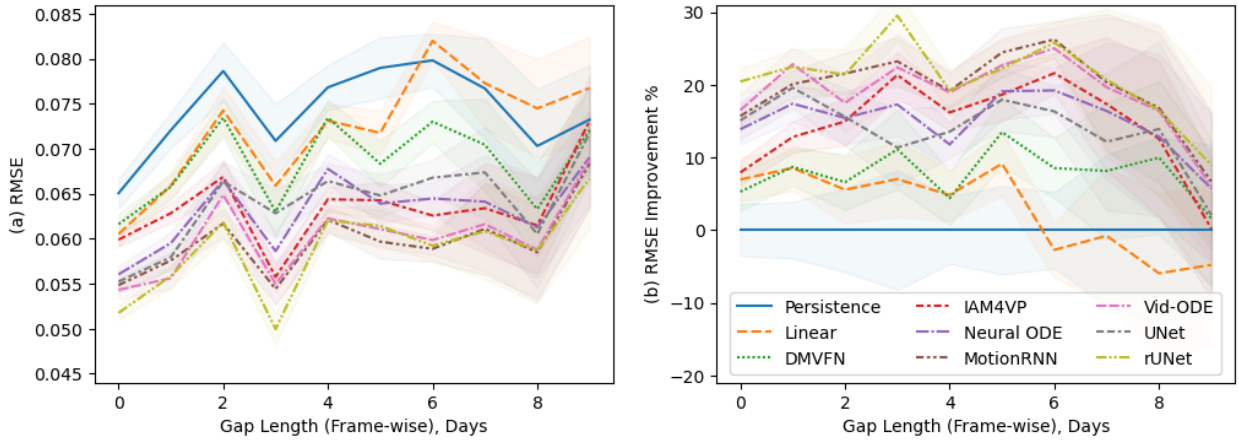 0.085
0.080
0.075
0.070
0.065
0.060
0.055
0.050
0.045
(a) RMSE
0 2 4 6 8
Gap Length (Frame-wise), Days
30
20
10
0
−10
−20
(b) RMSE Improvement %
Persistence IAM4VP Vid-ODE
Linear Neural ODE UNet
DMVFN MotionRNN rUNet
0 2 4 6 8
Gap Length (Frame-wise), Days